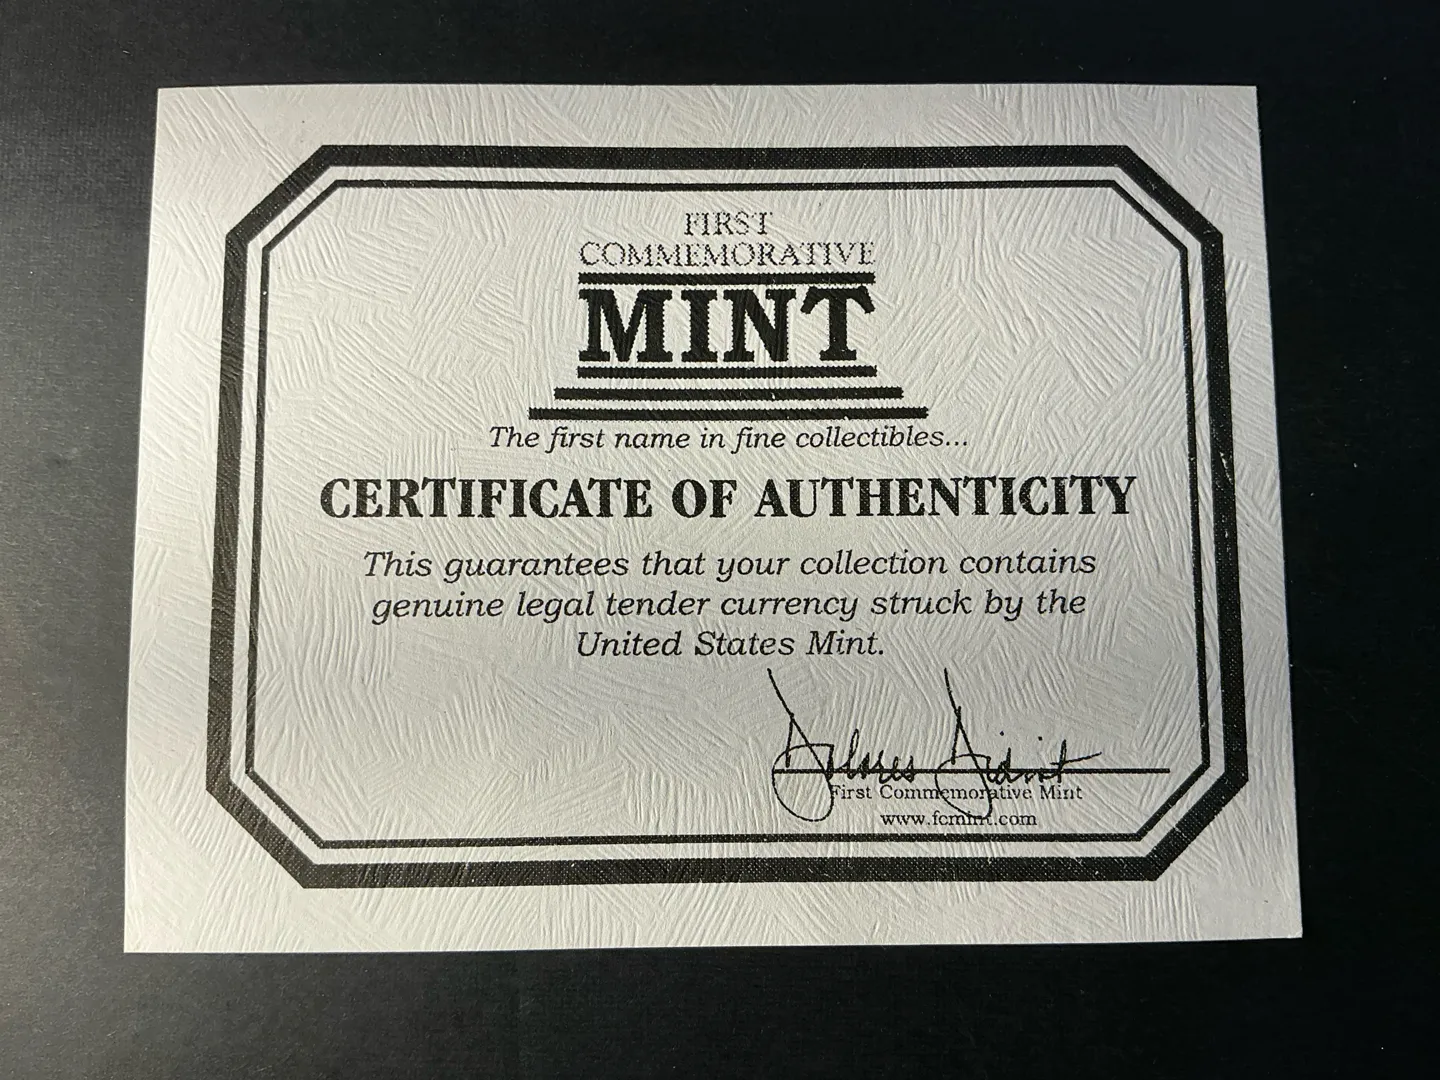 FIRST
COMMEMORATIVE
MINT
The first name in fine collectibles...
CERTIFICATE OF AUTHENTICITY
This guarantees that your collection contains
genuine legal tender currency struck by the
United States Mint.
Dolores
First Commemorative Mint
www.fcmint.com